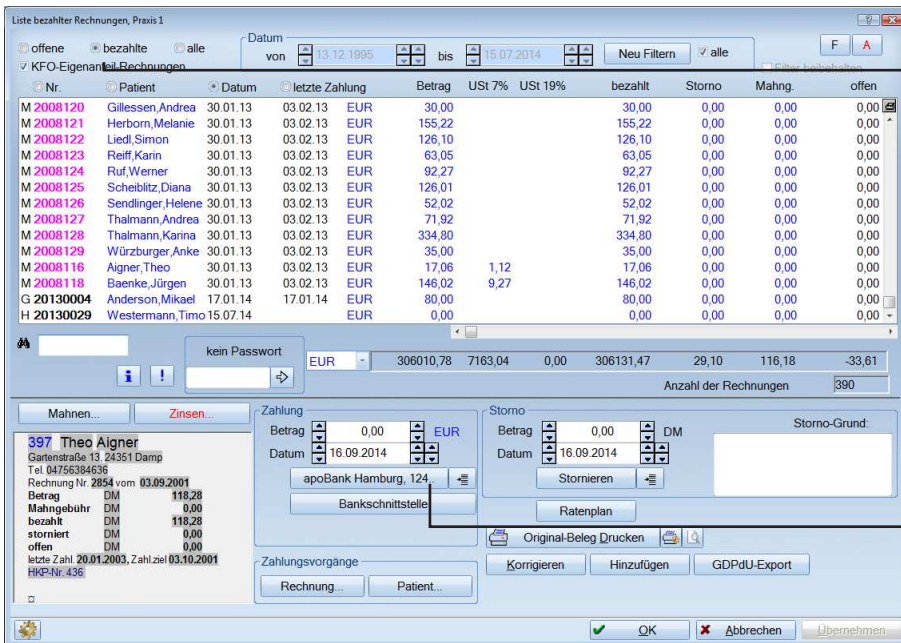 Liste bezahlter Rechnungen, Praxis 1
offene bezahlte alle
Datum
von 13.12.1995 bis 15.07.2014 Neu Filtern alle
F A
KFO-Eigenanteil-Rechnungen
Filter beibehalten
Nr. Patient Datum letzte Zahlung Betrag USt 7% USt 19% bezahlt Storno Mahng. offen
M 2008120 Gillessen,Andrea 30.01.13 03.02.13 EUR 30,00 30,00 0,00 0,00 0,00
M 2008121 Herborn,Melanie 30.01.13 03.02.13 EUR 155,22 155,22 0,00 0,00 0,00
M 2008122 Liedl,Simon 30.01.13 03.02.13 EUR 126,10 126,10 0,00 0,00 0,00
M 2008123 Reiff,Karin 30.01.13 03.02.13 EUR 63,05 63,05 0,00 0,00 0,00
M 2008124 Ruf,Werner 30.01.13 03.02.13 EUR 92,27 92,27 0,00 0,00 0,00
M 2008125 Scheiblitz,Diana 30.01.13 03.02.13 EUR 126,01 126,01 0,00 0,00 0,00
M 2008126 Sendlinger,Helene 30.01.13 03.02.13 EUR 52,02 52,02 0,00 0,00 0,00
M 2008127 Thalmann,Andrea 30.01.13 03.02.13 EUR 71,92 71,92 0,00 0,00 0,00
M 2008128 Thalmann,Karina 30.01.13 03.02.13 EUR 334,80 334,80 0,00 0,00 0,00
M 2008129 Würzburger,Anke 30.01.13 03.02.13 EUR 35,00 35,00 0,00 0,00 0,00
M 2008116 Aigner,Theo 30.01.13 03.02.13 EUR 17,06 1,12 17,06 0,00 0,00 0,00
M 2008118 Baenke,Jürgen 30.01.13 03.02.13 EUR 146,02 9,27 146,02 0,00 0,00 0,00
G 20130004 Anderson,Mikael 17.01.14 17.01.14 EUR 80,00 80,00 0,00 0,00 0,00
H 20130029 Westermann,Timo 15.07.14 EUR 0,00 0,00 0,00 0,00 0,00
kein Passwort
EUR 306010,78 7163,04 0,00 306131,47 29,10 116,18 -33,61
Anzahl der Rechnungen 390
Mahnen... Zinsen...
397 Theo Aigner
Gartenstraße 13. 24351 Damp
Tel. 04756384636
Rechnung Nr. 2854 vom 03.09.2001
Betrag DM 118,28
Mahngebühr DM 0,00
bezahlt DM 118,28
storniert DM 0,00
offen DM 0,00
letzte Zahl. 20.01.2003, Zahlziel 03.10.2001
HKP-Nr. 436
Zahlung
Betrag 0,00 EUR
Datum 16.09.2014
apoBank Hamburg, 124..
Bankschnittstelle
Zahlungsvorgänge
Rechnung... Patient...
Storno
Betrag 0,00 DM
Datum 16.09.2014
Stornieren
Storno-Grund:
Ratenplan
Original-Beleg Drucken
Korrigieren Hinzufügen GDPdU-Export
OK Abbrechen Übernehmen